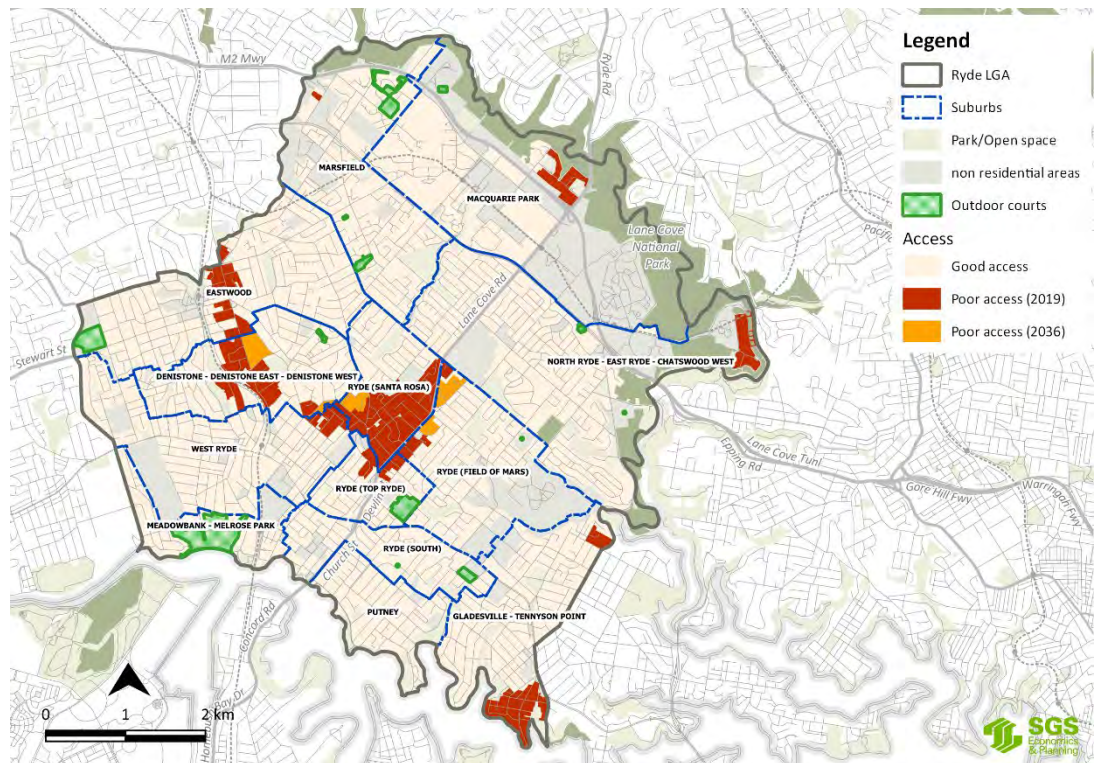 M2 Mwy
Ryde Rd
MARSFIELD
MACQUARIE PARK
Lane Cove
National
Park
Pacific
Lane Cove Rd
EASTWOOD
Stewart St
NORTH RYDE - EAST RYDE - CHATSWOOD WEST
DENISTONE - DENISTONE EAST - DENISTONE WEST
RYDE (SANTA ROSA)
WEST RYDE
Epping Rd
Lane Cove Tunl
Gore Hill Fwy
Warringah Fwy
RYDE (FIELD OF MARS)
RYDE (TOP RYDE)
Devlin
MEADOWBANK - MELROSE PARK
RYDE (SOUTH)
Church St
PUTNEY
GLADESVILLE - TENNYSON POINT
Concord Rd
Bay Dr
0 1 2 km
Legend
Ryde LGA
Suburbs
Park/Open space
non residential areas
Outdoor courts
Access
Good access
Poor access (2019)
Poor access (2036)
SGS
Economics
& Planning